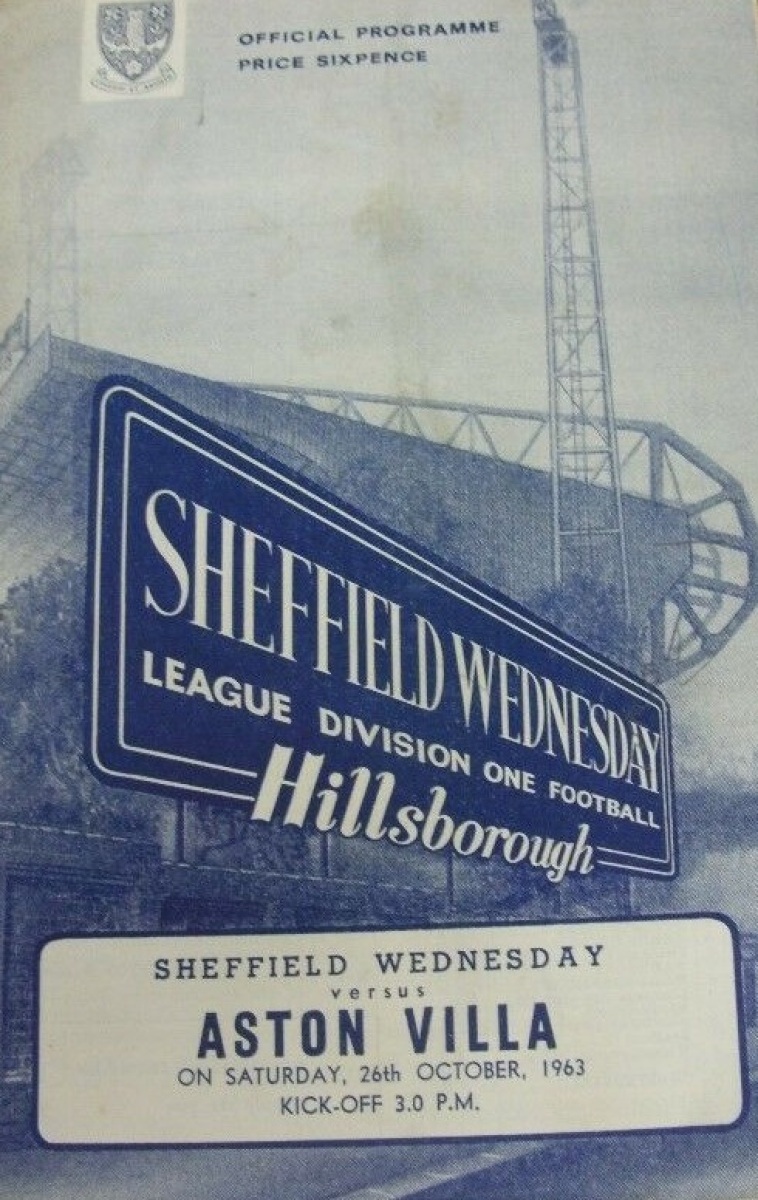 OFFICIAL PROGRAMME
PRICE SIXPENCE
SHEFFIELD WEDNESDAY
LEAGUE DIVISION ONE FOOTBALL
Hillsborough
SHEFFIELD WEDNESDAY
versus
ASTON VILLA
ON SATURDAY, 26th OCTOBER, 1963
KICK-OFF 3.0 P.M.